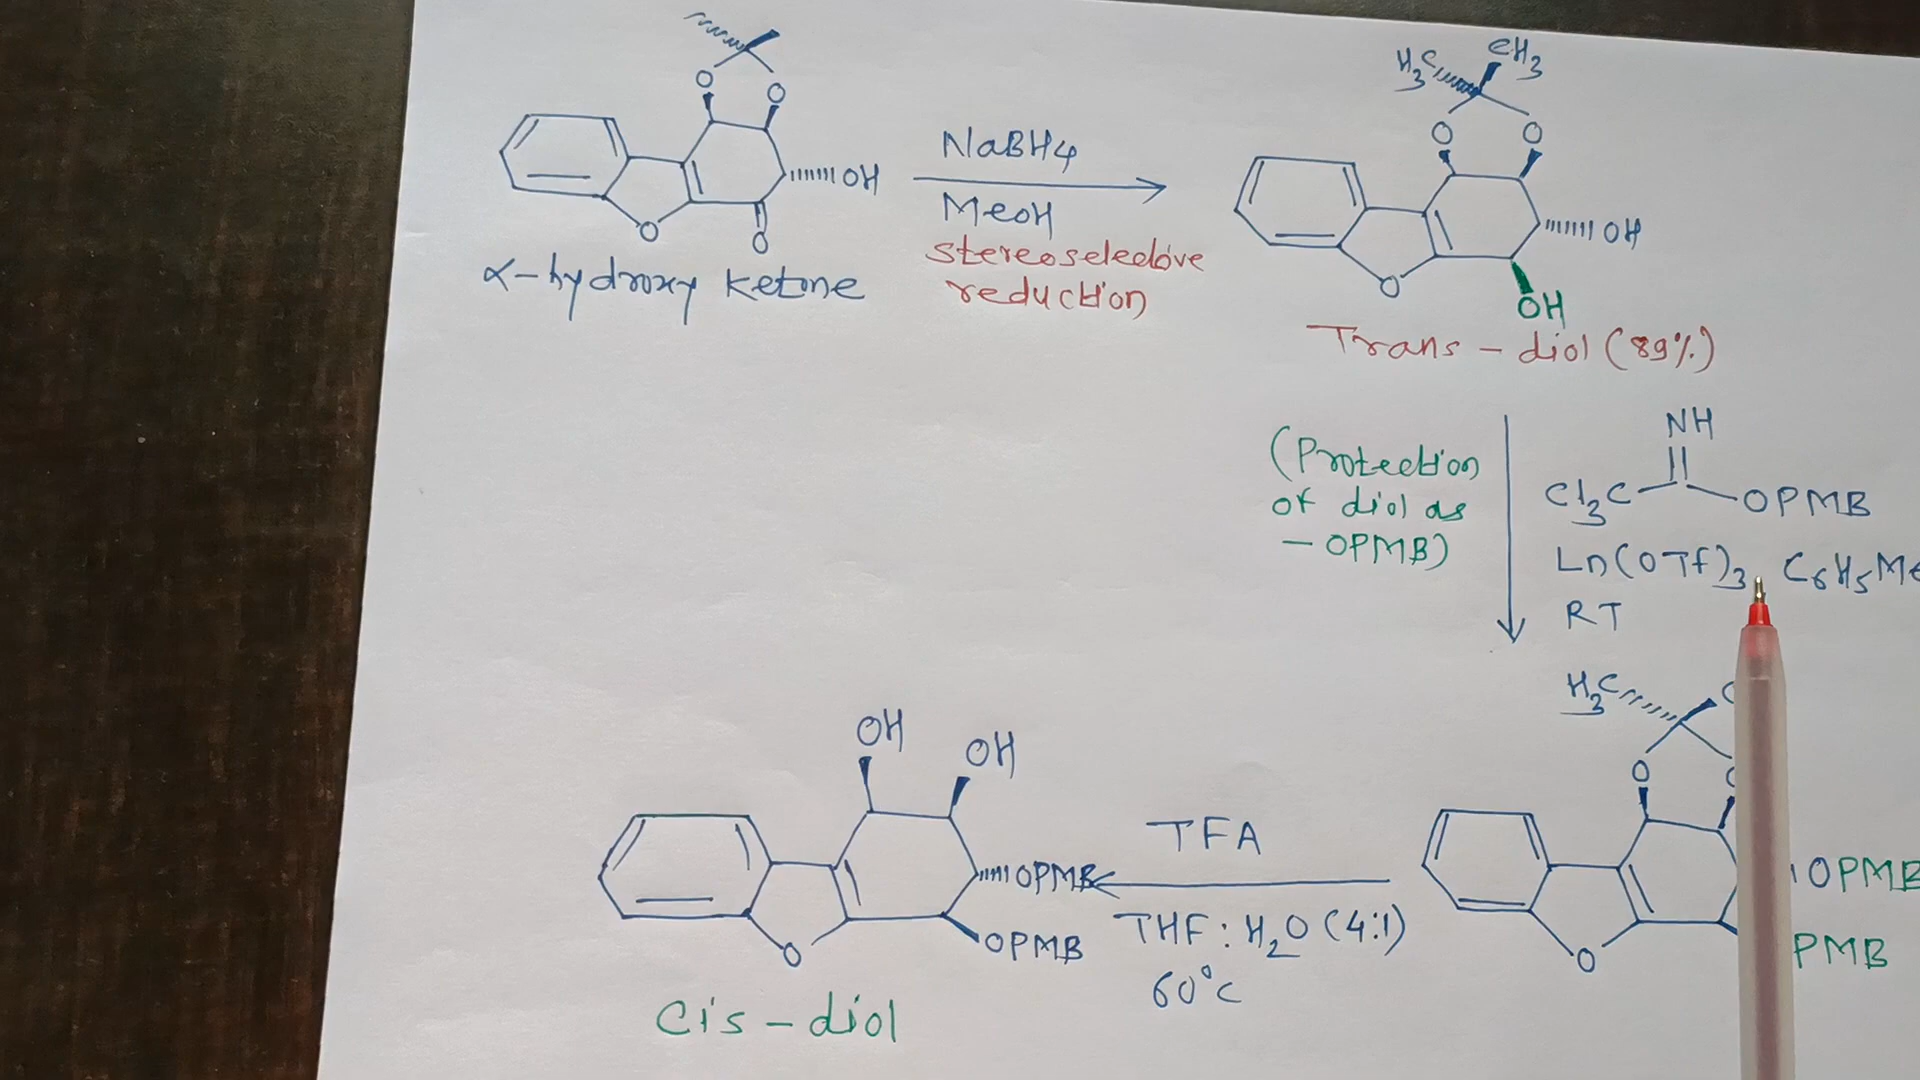 O
O
OH
O
O
α-hydroxy ketone
NaBH4
MeOH
stereoselective
reduction
H3C
CH3
O
O
OH
O
OH
Trans-diol (89%)
(Protection
of diol as
-OPMB)
NH
Cl3C
OPMB
Ln(OTf)3
C6H5Me
RT
H3C
O
OPMB
PMB
O
TFA
THF:H2O (4:1)
60°C
OH
OH
OPMB
OPMB
O
Cis-diol